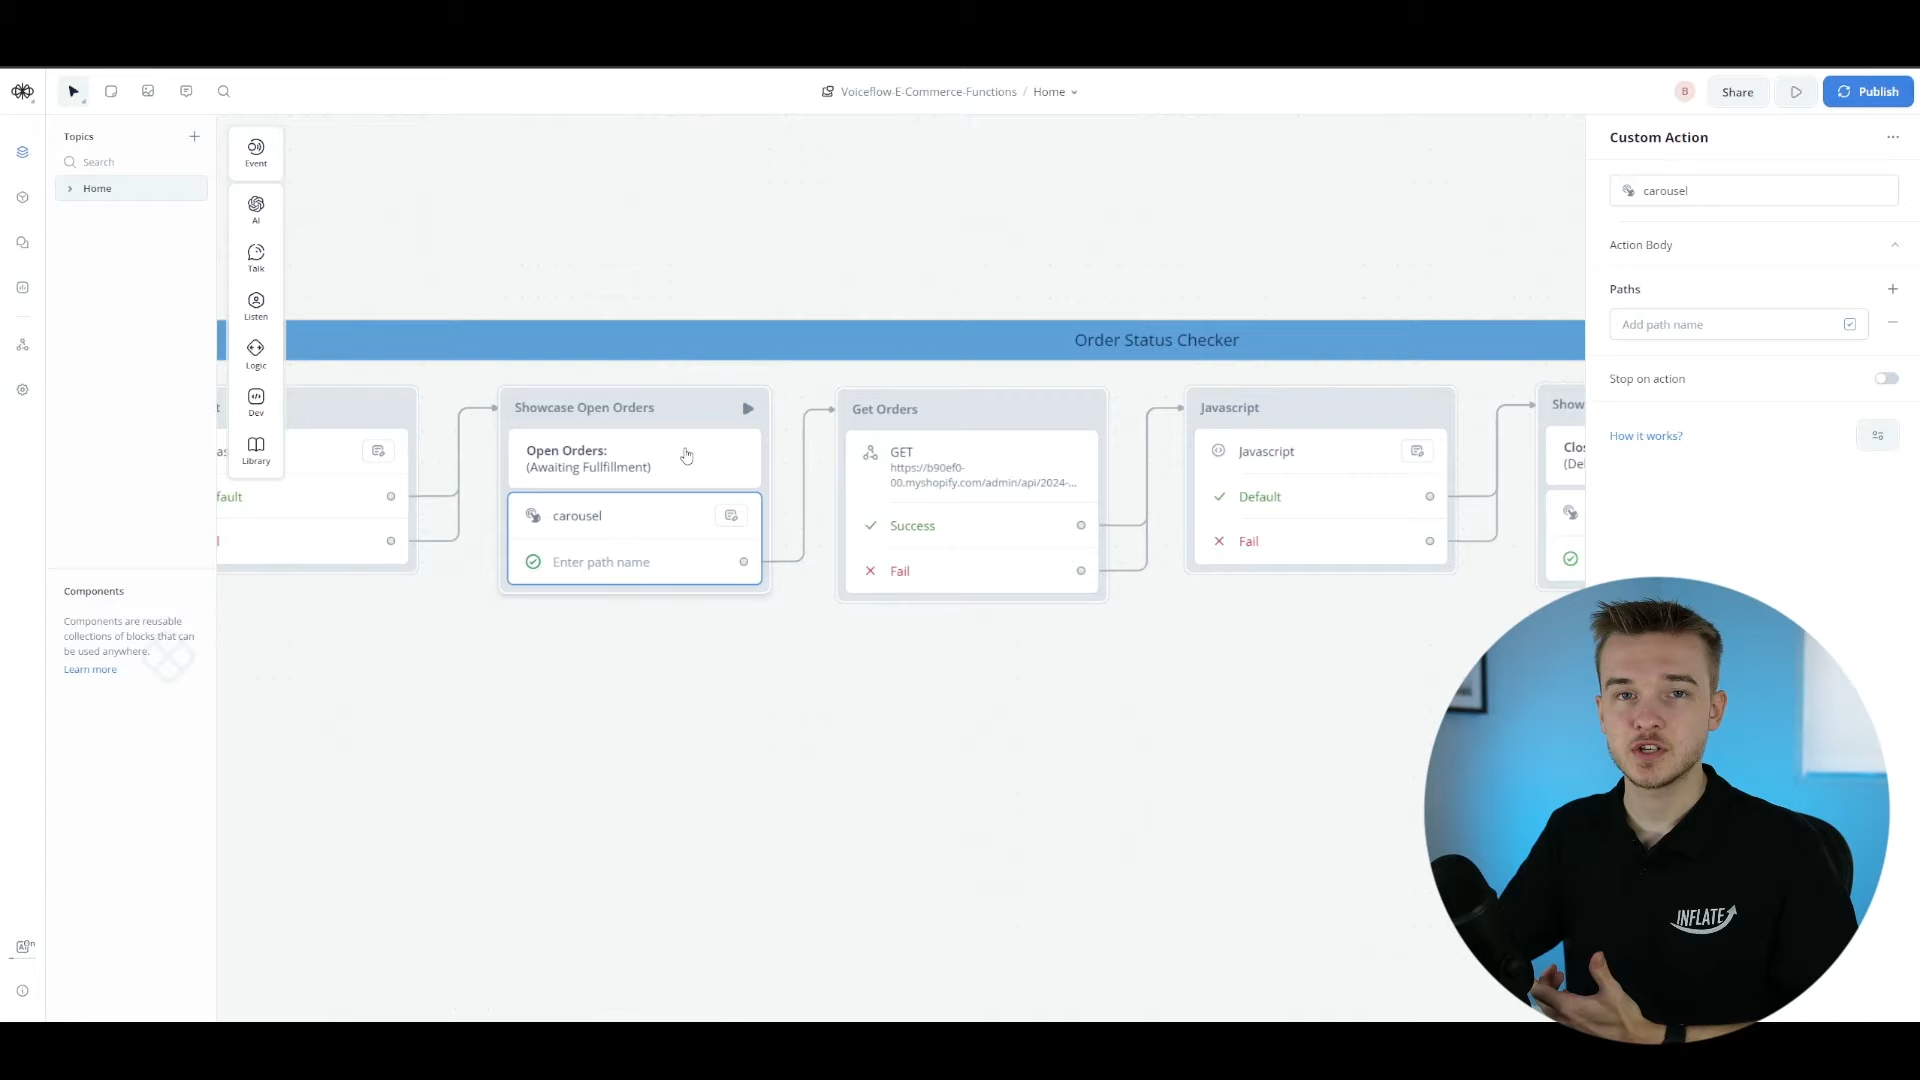 Voiceflow-E-Commerce-Functions / Home
B
Share
Publish
Topics
Search
Home
Event
AI
Talk
Listen
Logic
Dev
Library
Components
Components are reusable
collections of blocks that can
be used anywhere.
Learn more
Order Status Checker
fault
Showcase Open Orders
Open Orders:
(Awaiting Fullfillment)
carousel
Enter path name
Get Orders
GET
https://b90ef0-
00.myshopify.com/admin/api/2024-...
Success
Fail
Javascript
Javascript
Default
Fail
Show
Clos
(De
Custom Action
carousel
Action Body
Paths
Add path name
Stop on action
How it works?
INFLATE